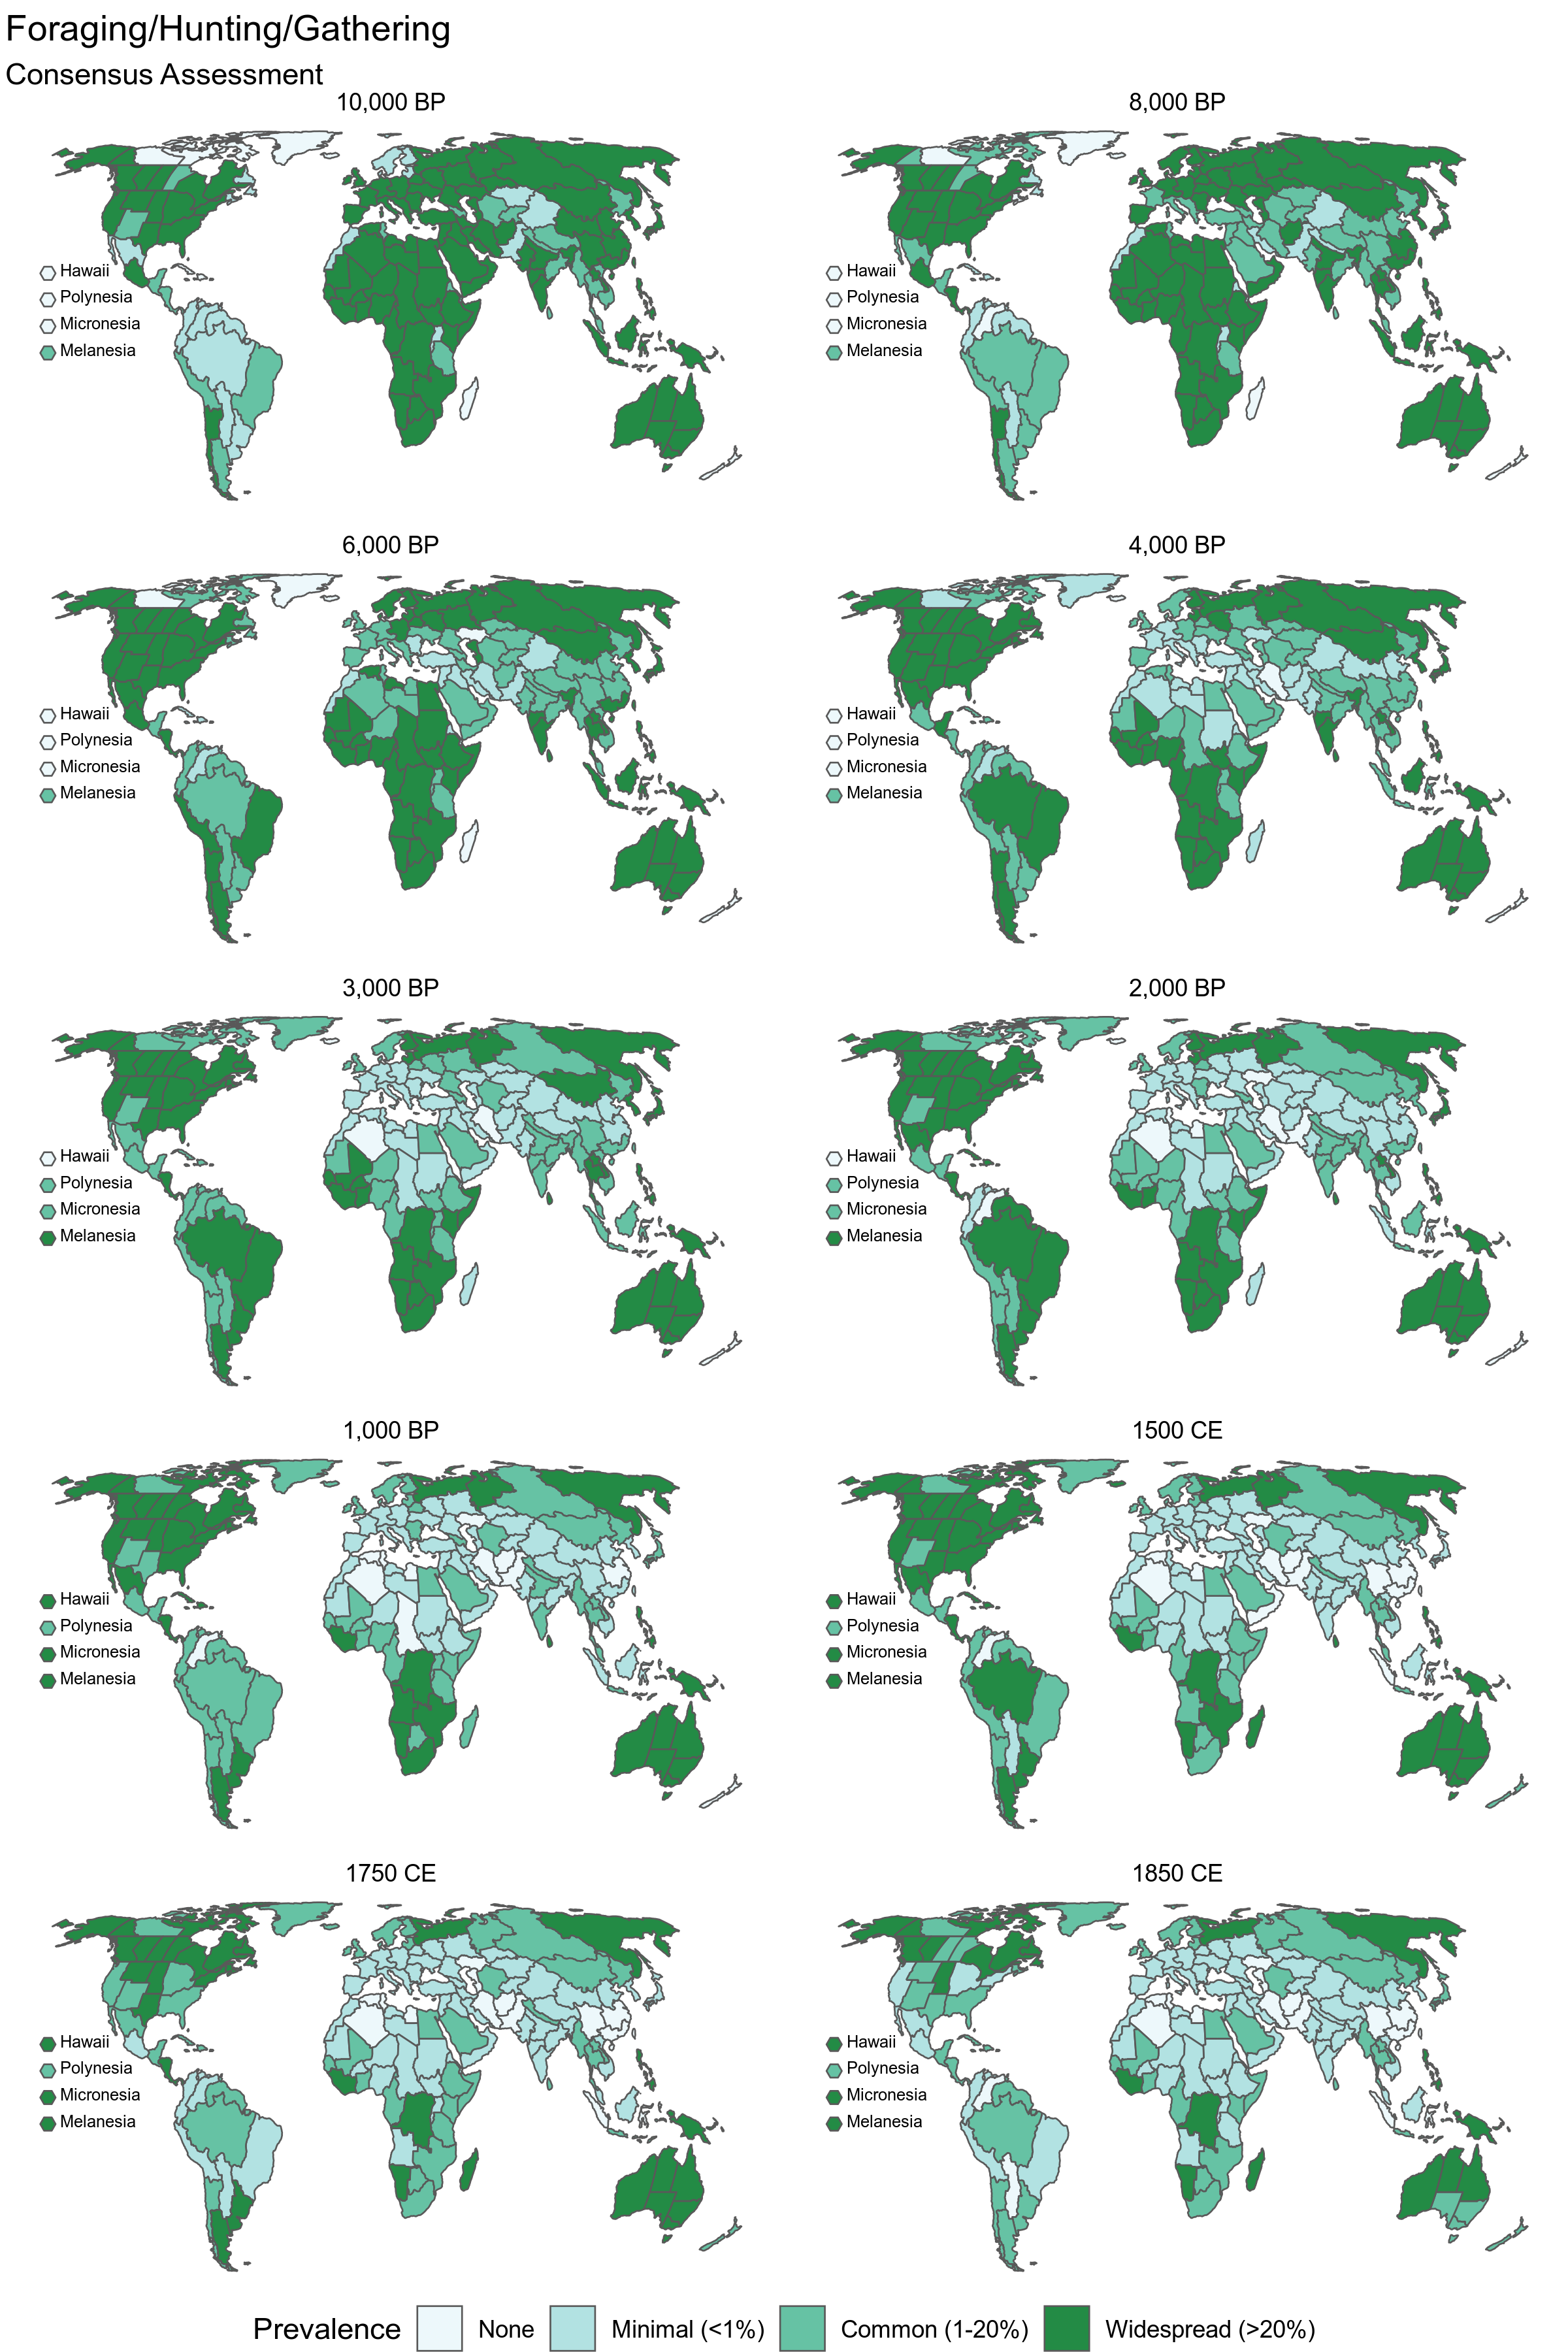 Foraging/Hunting/Gathering
Consensus Assessment
10,000 BP
8,000 BP
Hawaii
Polynesia
Micronesia
Melanesia
Hawaii
Polynesia
Micronesia
Melanesia
6,000 BP
4,000 BP
Hawaii
Polynesia
Micronesia
Melanesia
Hawaii
Polynesia
Micronesia
Melanesia
3,000 BP
2,000 BP
Hawaii
Polynesia
Micronesia
Melanesia
Hawaii
Polynesia
Micronesia
Melanesia
1,000 BP
1500 CE
Hawaii
Polynesia
Micronesia
Melanesia
Hawaii
Polynesia
Micronesia
Melanesia
1750 CE
1850 CE
Hawaii
Polynesia
Micronesia
Melanesia
Hawaii
Polynesia
Micronesia
Melanesia
Prevalence None Minimal (<1%) Common (1-20%) Widespread (>20%)